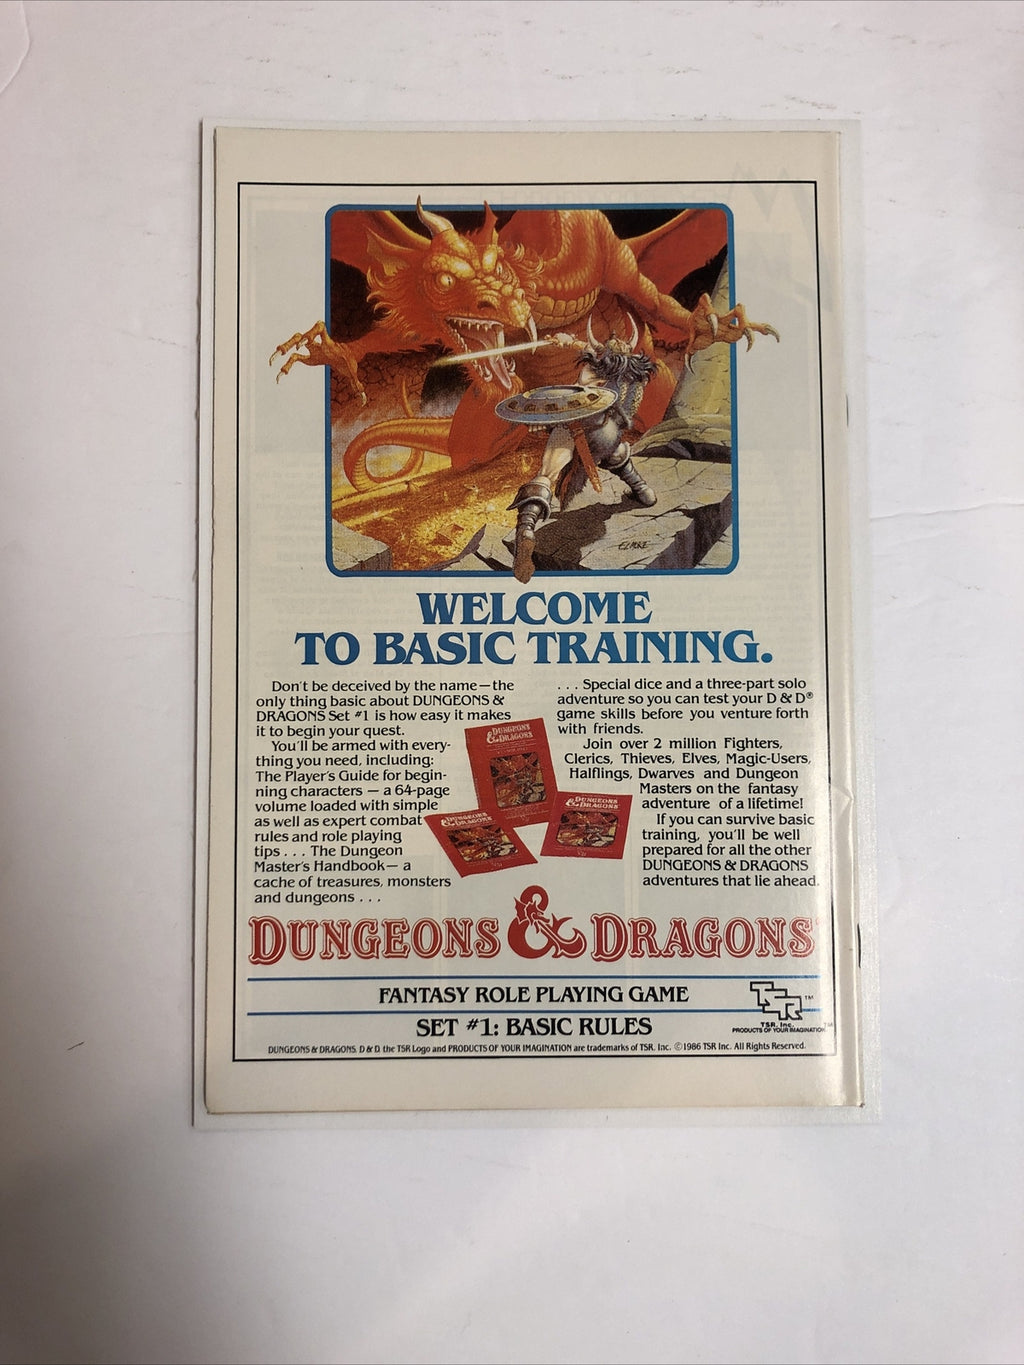 ELMORE
WELCOME
TO BASIC TRAINING.
Don't be deceived by the name—the
only thing basic about DUNGEONS &
DRAGONS Set #1 is how easy it makes
it to begin your quest.
You'll be armed with every-
thing you need, including:
The Player's Guide for begin-
ning characters — a 64-page
volume loaded with simple
as well as expert combat
rules and role playing
tips . . . The Dungeon
Master's Handbook— a
cache of treasures, monsters
and dungeons . . .
. . . Special dice and a three-part solo
adventure so you can test your D & D®
game skills before you venture forth
with friends.
Join over 2 million Fighters,
Clerics, Thieves, Elves, Magic-Users,
Halflings, Dwarves and Dungeon
Masters on the fantasy
adventure of a lifetime!
If you can survive basic
training, you'll be well
prepared for all the other
DUNGEONS & DRAGONS
adventures that lie ahead.
DUNGEONS
& DRAGONS
DUNGEONS
& DRAGONS
DUNGEONS
& DRAGONS
DUNGEONS & DRAGONS™
FANTASY ROLE PLAYING GAME
SET #1: BASIC RULES
TSR™
TSR, Inc.
PRODUCTS OF YOUR IMAGINATION™
DUNGEONS & DRAGONS, D & D, the TSR Logo and PRODUCTS OF YOUR IMAGINATION are trademarks of TSR, Inc. ©1986 TSR Inc. All Rights Reserved.